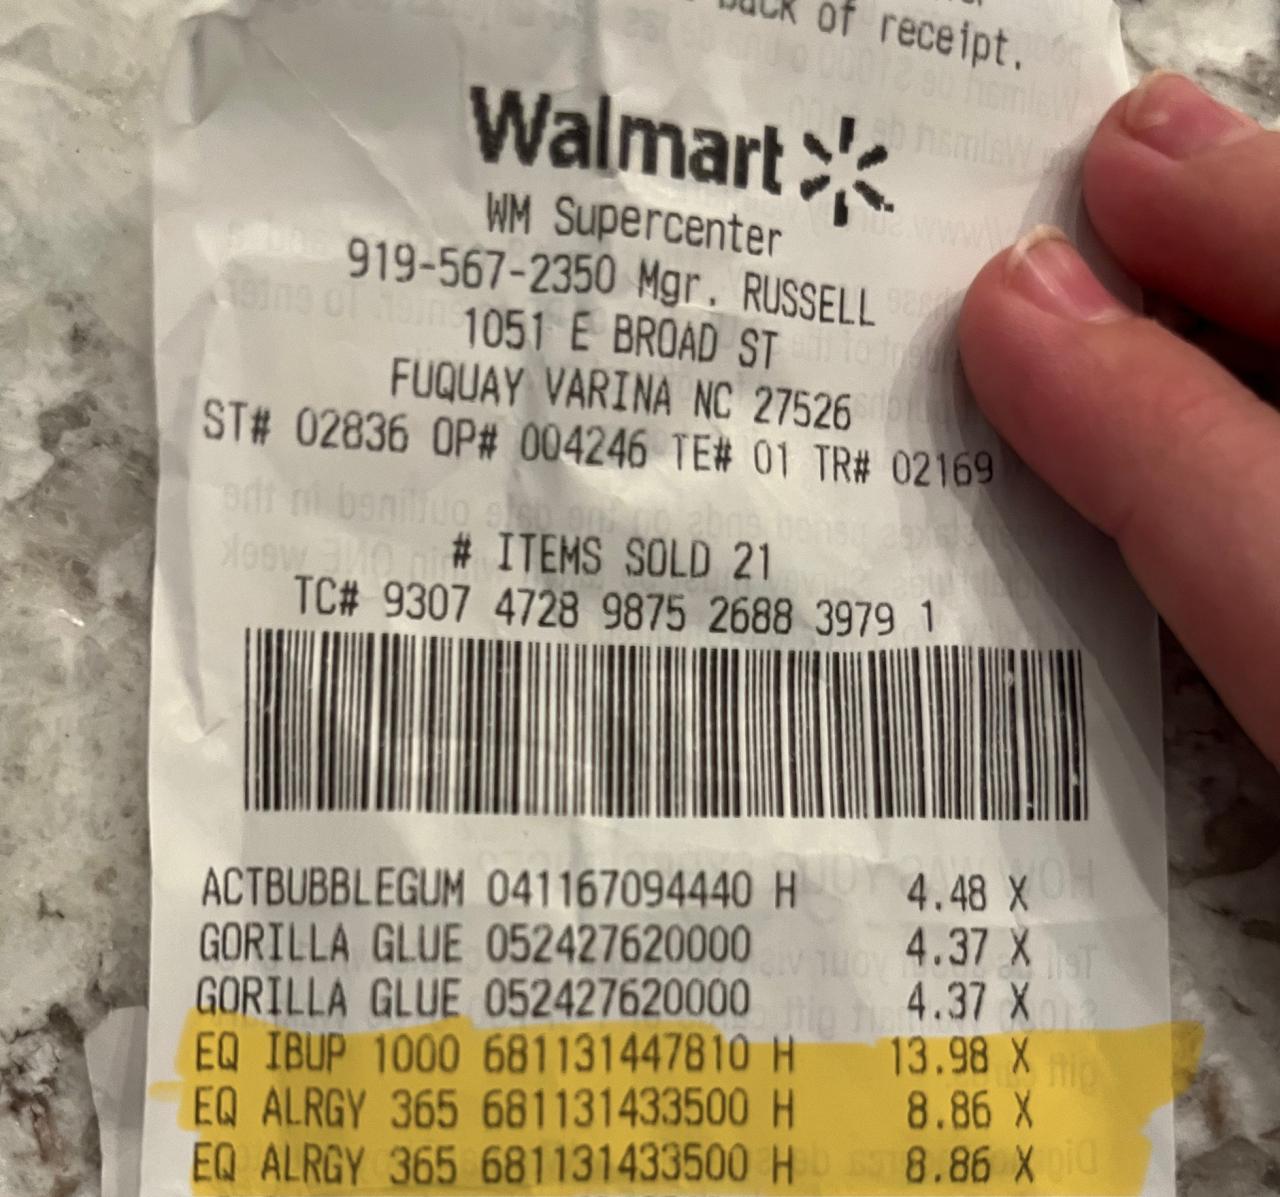 back of receipt.
Walmart
WM Supercenter
919-567-2350 Mgr. RUSSELL
1051 E BROAD ST
FUQUAY VARINA NC 27526
ST# 02836 OP# 004246 TE# 01 TR# 02169
# ITEMS SOLD 21
TC# 9307 4728 9875 2688 3979 1
ACTBUBBLEGUM 041167094440 H 4.48 X
GORILLA GLUE 052427620000 4.37 X
GORILLA GLUE 052427620000 4.37 X
EQ IBUP 1000 681131447810 H 13.98 X
EQ ALRGY 365 681131433500 H 8.86 X
EQ ALRGY 365 681131433500 H 8.86 X